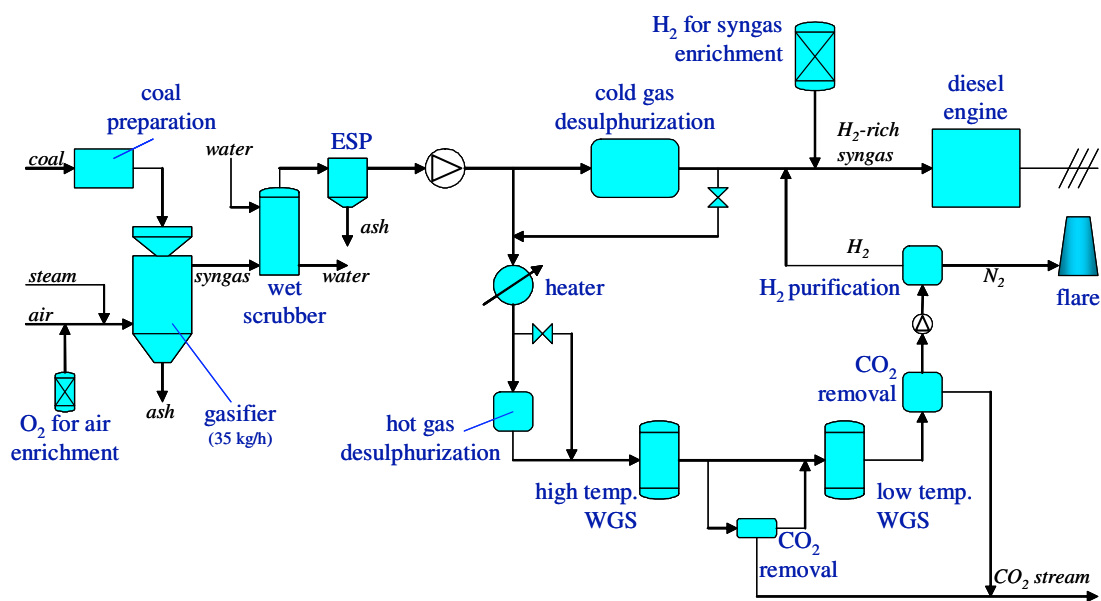 H₂ for syngas
enrichment
coal
preparation
cold gas
desulphurization
diesel
engine
H₂-rich
syngas
ESP
water
coal
ash
steam
syngas
water
H₂
N₂
wet
scrubber
heater
H₂ purification
flare
air
ash
gasifier
(35 kg/h)
O₂ for air
enrichment
CO₂
removal
hot gas
desulphurization
high temp.
WGS
low temp.
WGS
CO₂
removal
CO₂ stream